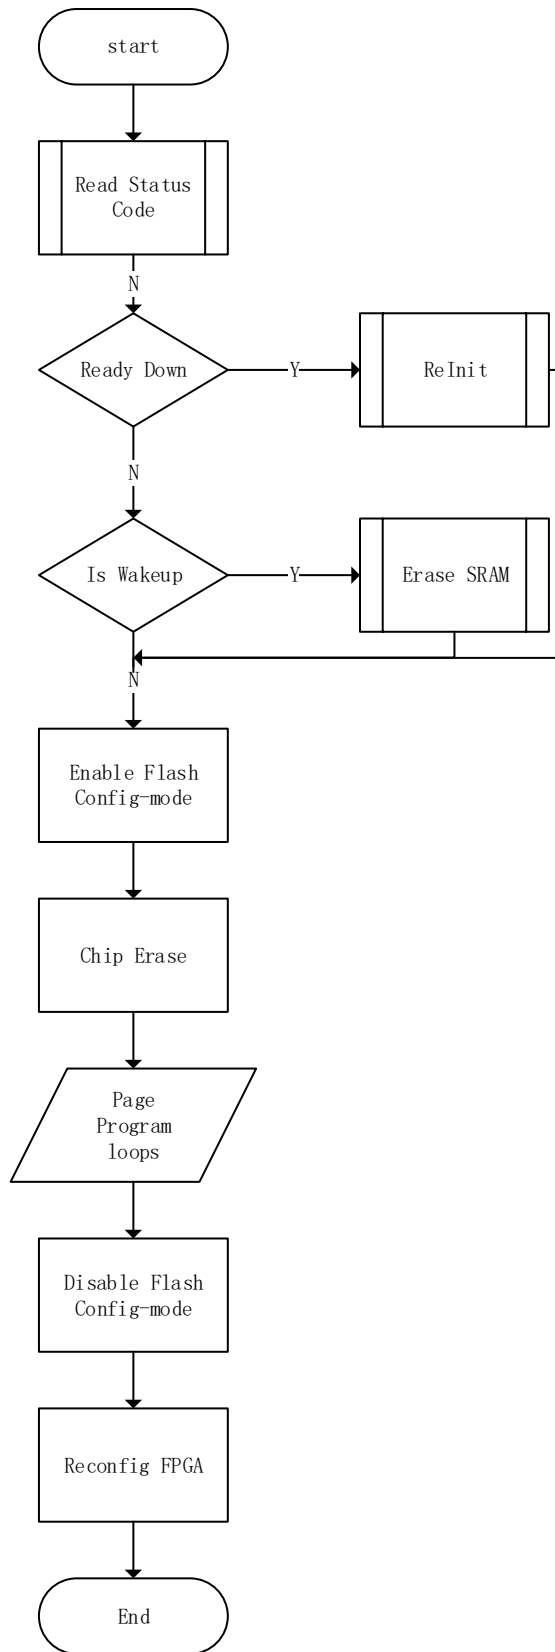 start
Read Status
Code
N
Ready Down
Y
ReInit
N
Is Wakeup
Y
Erase SRAM
N
Enable Flash
Config-mode
Chip Erase
Page
Program
loops
Disable Flash
Config-mode
Reconfig FPGA
End